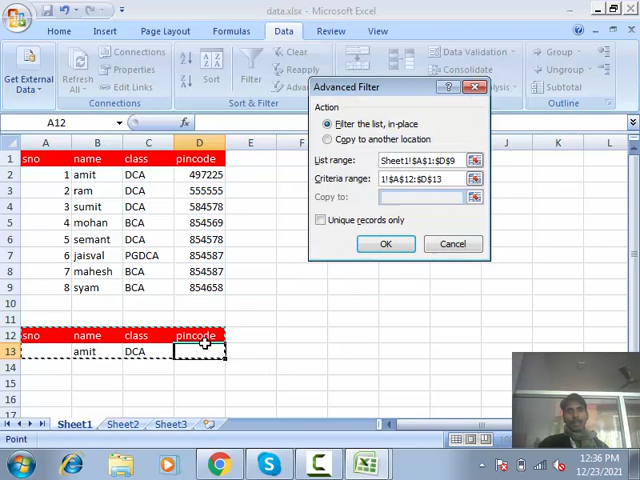 data.xlsx - Microsoft Excel
Home Insert Page Layout Formulas Data Review View
Get External Data
Refresh All
Connections
Properties
Edit Links
Sort
Filter
Clear
Reapply
Advanced
Data Validation
Group
Ungroup
Subtotal
Connections
Sort & Filter
Outline
A12
A B C D E F J K L
1 sno name class pincode
2 1 amit DCA 497225
3 2 ram DCA 555555
4 3 sumit DCA 584578
5 4 mohan BCA 854569
6 5 semant DCA 854578
7 6 jaisval PGDCA 854587
8 7 mahesh BCA 854587
9 8 syam BCA 854658
10
11
12 sno name class pincode
13 amit DCA
14
15
16
17
Advanced Filter
Action
Filter the list, in-place
Copy to another location
List range: Sheet1!$A$1:$D$9
Criteria range: 1!$A$12:$D$13
Copy to:
Unique records only
OK Cancel
Sheet1 Sheet2 Sheet3
Point
12:36 PM
12/23/2021